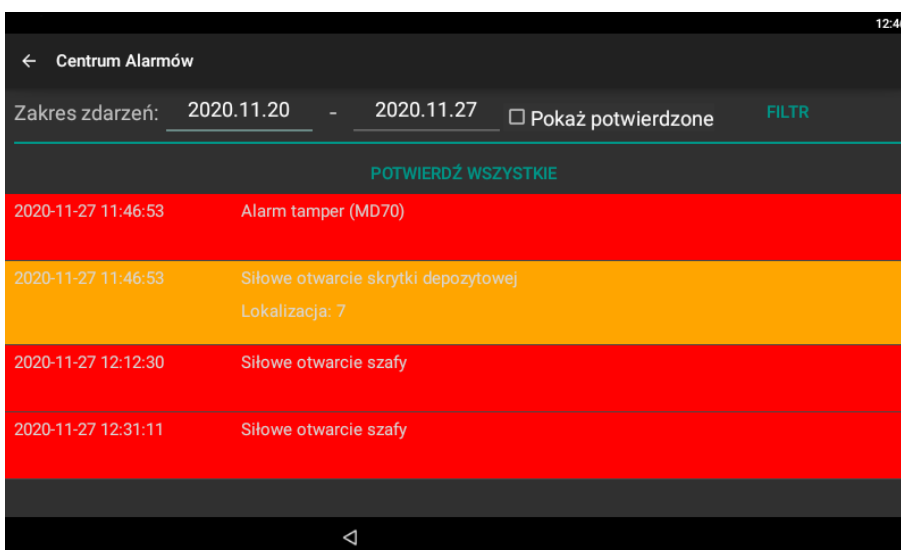 12:4
Centrum Alarmów
Zakres zdarzeń: 2020.11.20 - 2020.11.27 Pokaż potwierdzone FILTR
POTWIERDŹ WSZYSTKIE
2020-11-27 11:46:53 Alarm tamper (MD70)
2020-11-27 11:46:53 Siłowe otwarcie skrytki depozytowej
Lokalizacja: 7
2020-11-27 12:12:30 Siłowe otwarcie szafy
2020-11-27 12:31:11 Siłowe otwarcie szafy